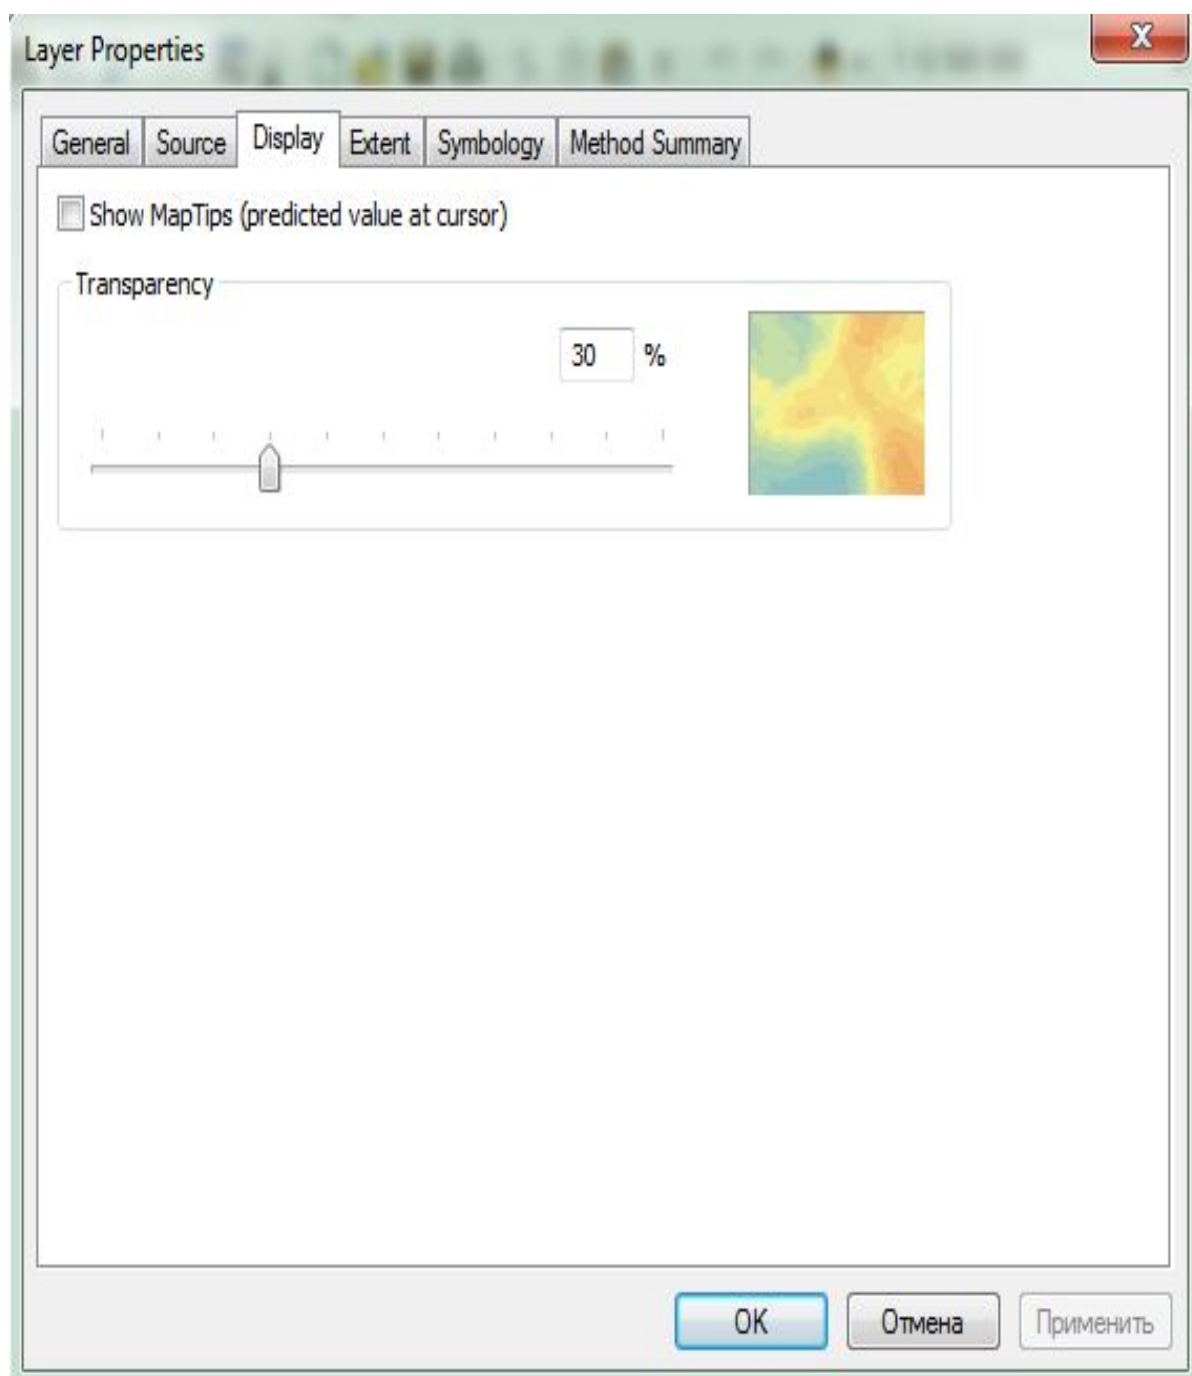 Layer Properties
X
General Source Display Extent Symbology Method Summary
Show MapTips (predicted value at cursor)
Transparency
30 %
OK Отмена Применить